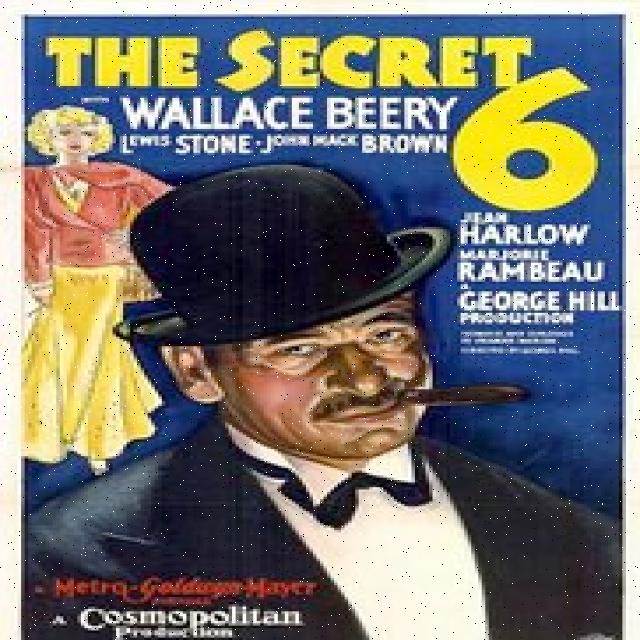 THE SECRET 6
WALLACE BEERY
LEWIS STONE · JOHN MACK BROWN
JEAN
HARLOW
MARJORIE
RAMBEAU
A
GEORGE HILL
PRODUCTION
Metro-Goldwyn-Mayer
A Cosmopolitan
Production